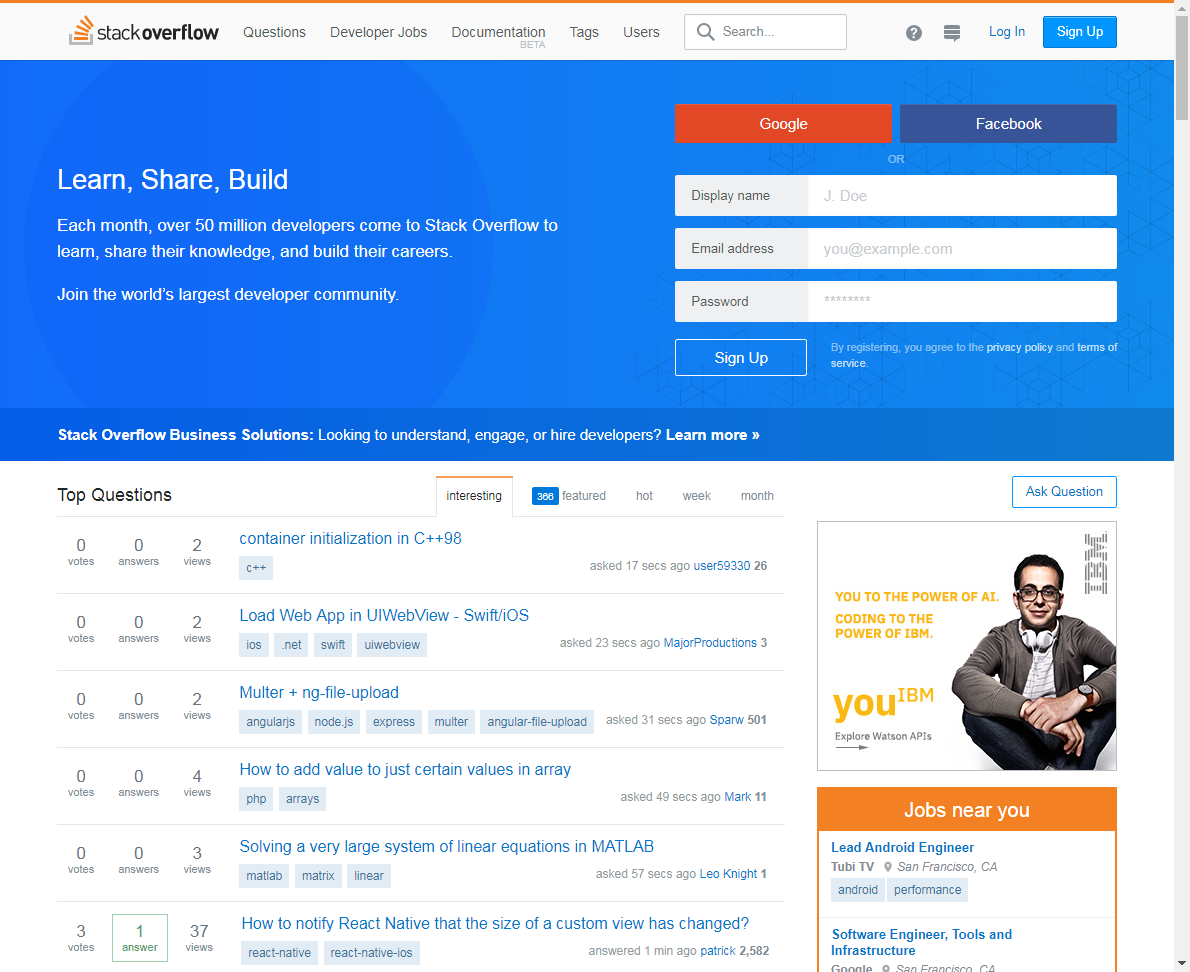 stackoverflow Questions Developer Jobs Documentation Tags Users Search... ? Log In Sign Up
BETA
Google Facebook
OR
Display name J. Doe
Email address you@example.com
Password ********
Sign Up By registering, you agree to the privacy policy and terms of
service.
Learn, Share, Build
Each month, over 50 million developers come to Stack Overflow to
learn, share their knowledge, and build their careers.
Join the world's largest developer community.
Stack Overflow Business Solutions: Looking to understand, engage, or hire developers? Learn more »
Top Questions interesting 366 featured hot week month
0 0 2 container initialization in C++98
votes answers views c++ asked 17 secs ago user59330 26
0 0 2 Load Web App in UIWebView - Swift/iOS
votes answers views ios .net swift uiwebview asked 23 secs ago MajorProductions 3
0 0 2 Multer + ng-file-upload
votes answers views angularjs node.js express multer angular-file-upload asked 31 secs ago Sparw 501
0 0 4 How to add value to just certain values in array
votes answers views php arrays asked 49 secs ago Mark 11
0 0 3 Solving a very large system of linear equations in MATLAB
votes answers views matlab matrix linear asked 57 secs ago Leo Knight 1
3 1 37 How to notify React Native that the size of a custom view has changed?
votes answer views react-native react-native-ios answered 1 min ago patrick 2,582
Ask Question
IBM
YOU TO THE POWER OF AI.
CODING TO THE
POWER OF IBM.
you IBM
Explore Watson APIs
Jobs near you
Lead Android Engineer
Tubi TV San Francisco, CA
android performance
Software Engineer, Tools and
Infrastructure
Google San Francisco, CA